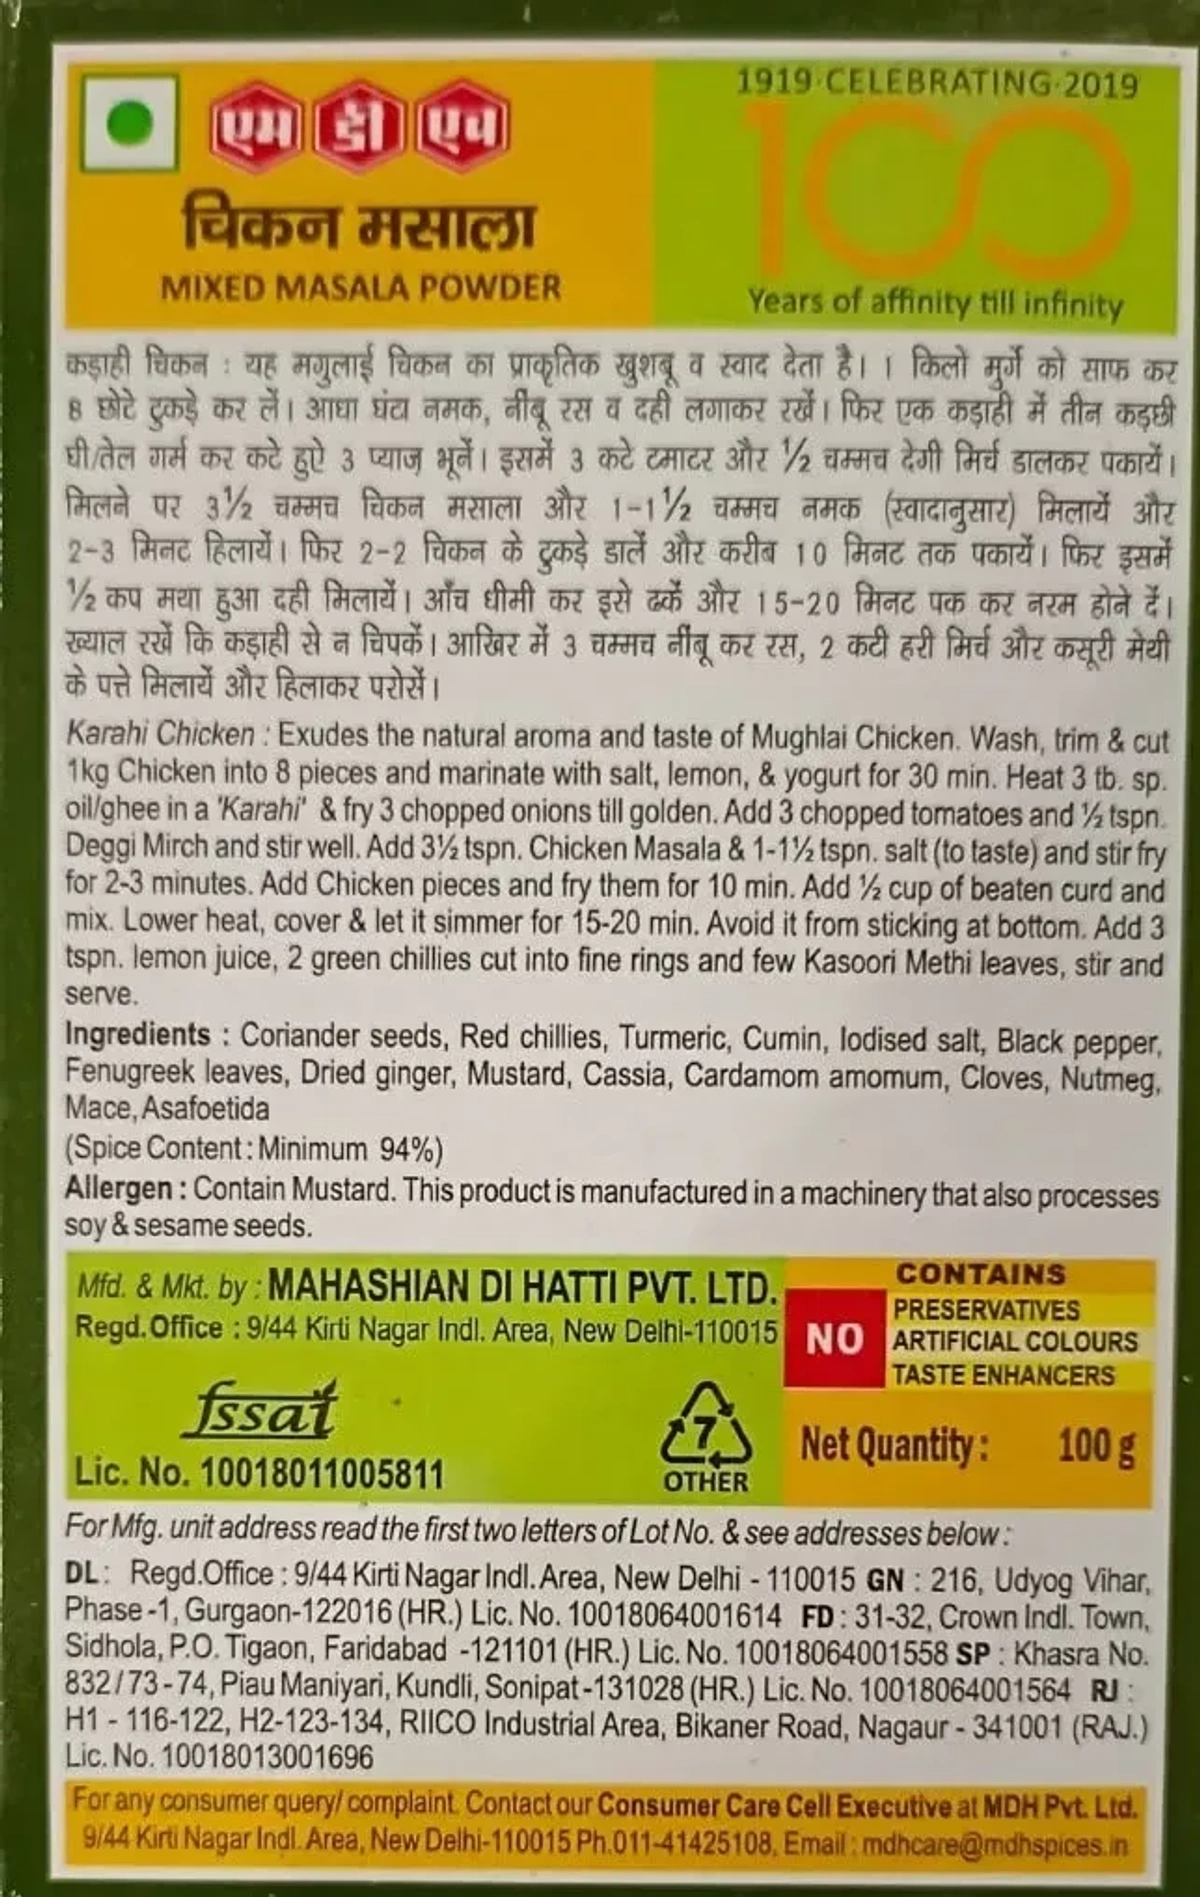 एम डी एच
1919·CELEBRATING·2019
100
चिकन मसाला
MIXED MASALA POWDER
Years of affinity till infinity
कड़ाही चिकन : यह मगुलाई चिकन का प्राकृतिक खुशबू व स्वाद देता है। 1 किलो मुर्गे को साफ कर
8 छोटे टुकड़े कर लें। आधा घंटा नमक, नींबू रस व दही लगाकर रखें। फिर एक कड़ाही में तीन कड़छी
घी/तेल गर्म कर कटे हुऐ 3 प्याज़ भूनें। इसमें 3 कटे टमाटर और ½ चम्मच देगी मिर्च डालकर पकायें।
मिलने पर 3½ चम्मच चिकन मसाला और 1-1½ चम्मच नमक (स्वादानुसार) मिलायें और
2-3 मिनट हिलायें। फिर 2-2 चिकन के टुकड़े डालें और करीब 10 मिनट तक पकायें। फिर इसमें
½ कप मथा हुआ दही मिलायें। आँच धीमी कर इसे ढकें और 15-20 मिनट पक कर नरम होने दें।
ख्याल रखें कि कड़ाही से न चिपकें। आखिर में 3 चम्मच नींबू कर रस, 2 कटी हरी मिर्च और कसूरी मेथी
के पत्ते मिलायें और हिलाकर परोसें।
Karahi Chicken : Exudes the natural aroma and taste of Mughlai Chicken. Wash, trim & cut
1kg Chicken into 8 pieces and marinate with salt, lemon, & yogurt for 30 min. Heat 3 tb. sp.
oil/ghee in a 'Karahi' & fry 3 chopped onions till golden. Add 3 chopped tomatoes and ½ tspn.
Deggi Mirch and stir well. Add 3½ tspn. Chicken Masala & 1-1½ tspn. salt (to taste) and stir fry
for 2-3 minutes. Add Chicken pieces and fry them for 10 min. Add ½ cup of beaten curd and
mix. Lower heat, cover & let it simmer for 15-20 min. Avoid it from sticking at bottom. Add 3
tspn. lemon juice, 2 green chillies cut into fine rings and few Kasoori Methi leaves, stir and
serve.
Ingredients : Coriander seeds, Red chillies, Turmeric, Cumin, Iodised salt, Black pepper,
Fenugreek leaves, Dried ginger, Mustard, Cassia, Cardamom amomum, Cloves, Nutmeg,
Mace, Asafoetida
(Spice Content : Minimum 94%)
Allergen : Contain Mustard. This product is manufactured in a machinery that also processes
soy & sesame seeds.
Mfd. & Mkt. by : MAHASHIAN DI HATTI PVT. LTD.
Regd. Office : 9/44 Kirti Nagar Indl. Area, New Delhi-110015
fssai
Lic. No. 10018011005811
7
OTHER
CONTAINS
NO
PRESERVATIVES
ARTIFICIAL COLOURS
TASTE ENHANCERS
Net Quantity : 100 g
For Mfg. unit address read the first two letters of Lot No. & see addresses below :
DL : Regd.Office : 9/44 Kirti Nagar Indl. Area, New Delhi - 110015 GN : 216, Udyog Vihar,
Phase -1, Gurgaon-122016 (HR.) Lic. No. 10018064001614 FD : 31-32, Crown Indl. Town,
Sidhola, P.O. Tigaon, Faridabad -121101 (HR.) Lic. No. 10018064001558 SP : Khasra No.
832 / 73 - 74, Piau Maniyari, Kundli, Sonipat -131028 (HR.) Lic. No. 10018064001564 RJ :
H1 - 116-122, H2-123-134, RIICO Industrial Area, Bikaner Road, Nagaur - 341001 (RAJ.)
Lic. No. 10018013001696
For any consumer query/ complaint. Contact our Consumer Care Cell Executive at MDH Pvt. Ltd.
9/44 Kirti Nagar Indl. Area, New Delhi-110015 Ph.011-41425108, Email : mdhcare@mdhspices.in